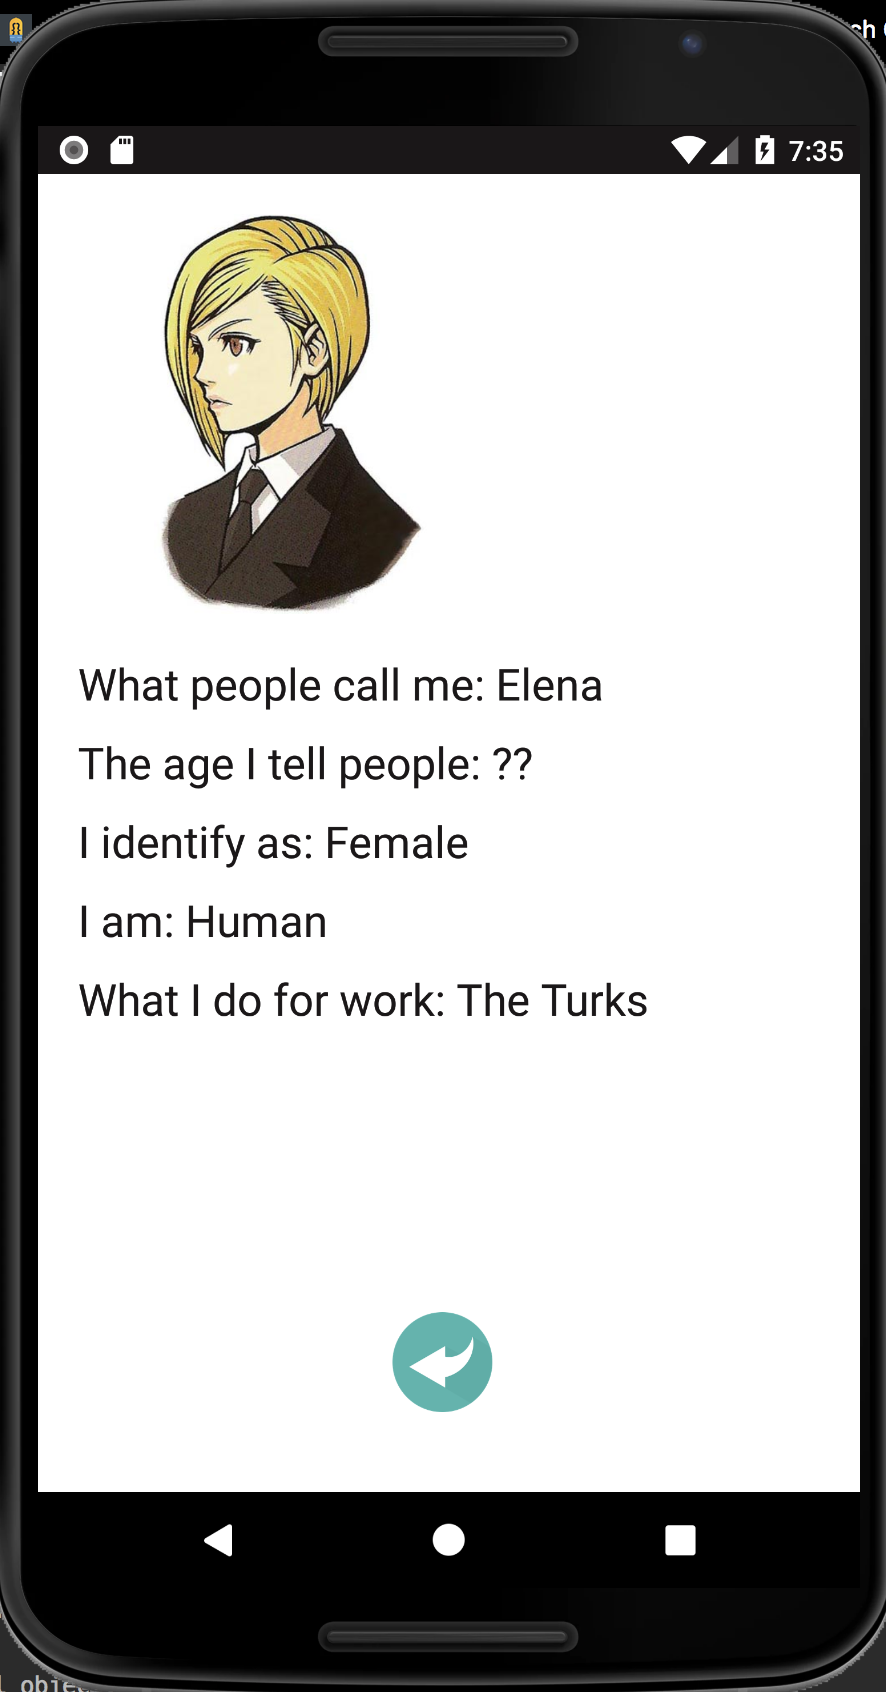 ch
7:35
What people call me: Elena
The age I tell people: ??
I identify as: Female
I am: Human
What I do for work: The Turks